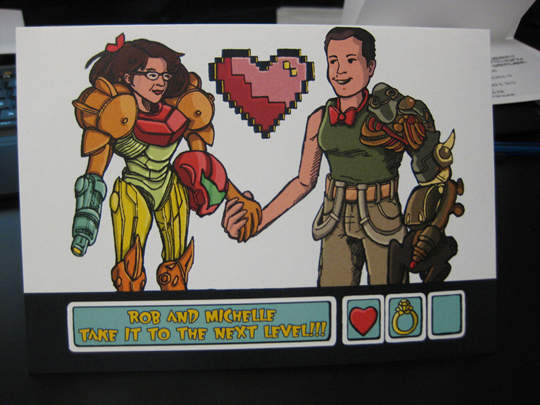 ROB AND MICHELLE
TAKE IT TO THE NEXT LEVEL!!!